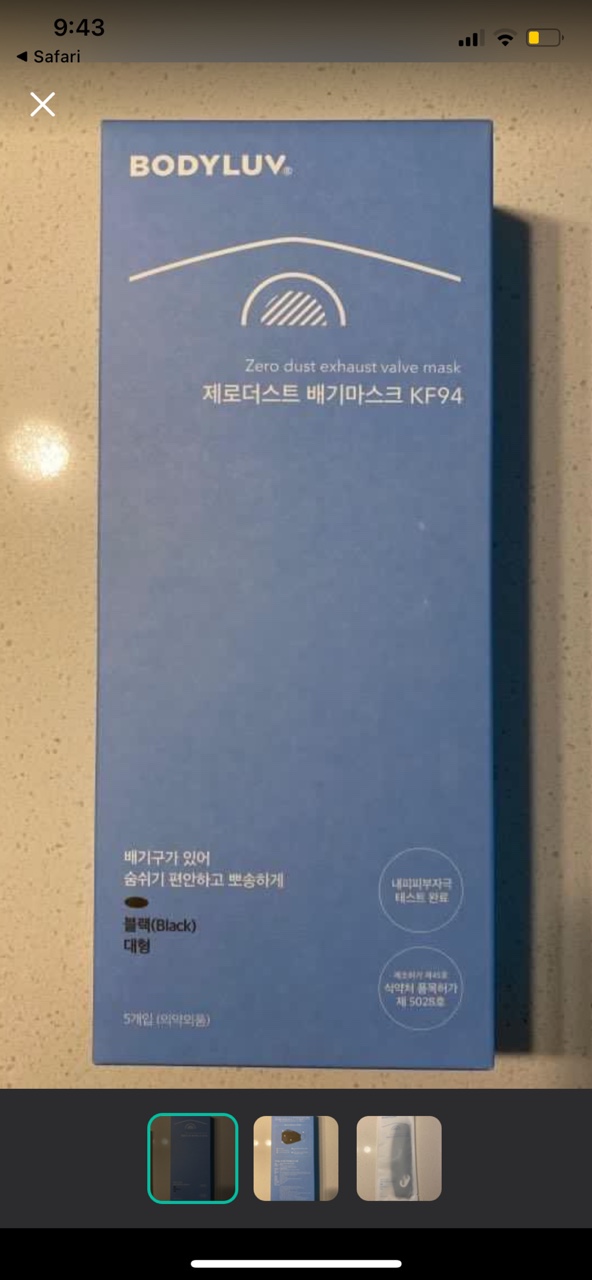 9:43
◀ Safari
BODYLUV®
Zero dust exhaust valve mask
제로더스트 배기마스크 KF94
배기구가 있어
숨쉬기 편안하고 뽀송하게
블랙(Black)
대형
5개입 (의약외품)
내피피부자극
테스트 완료
식약처 품목허가
제 5028호